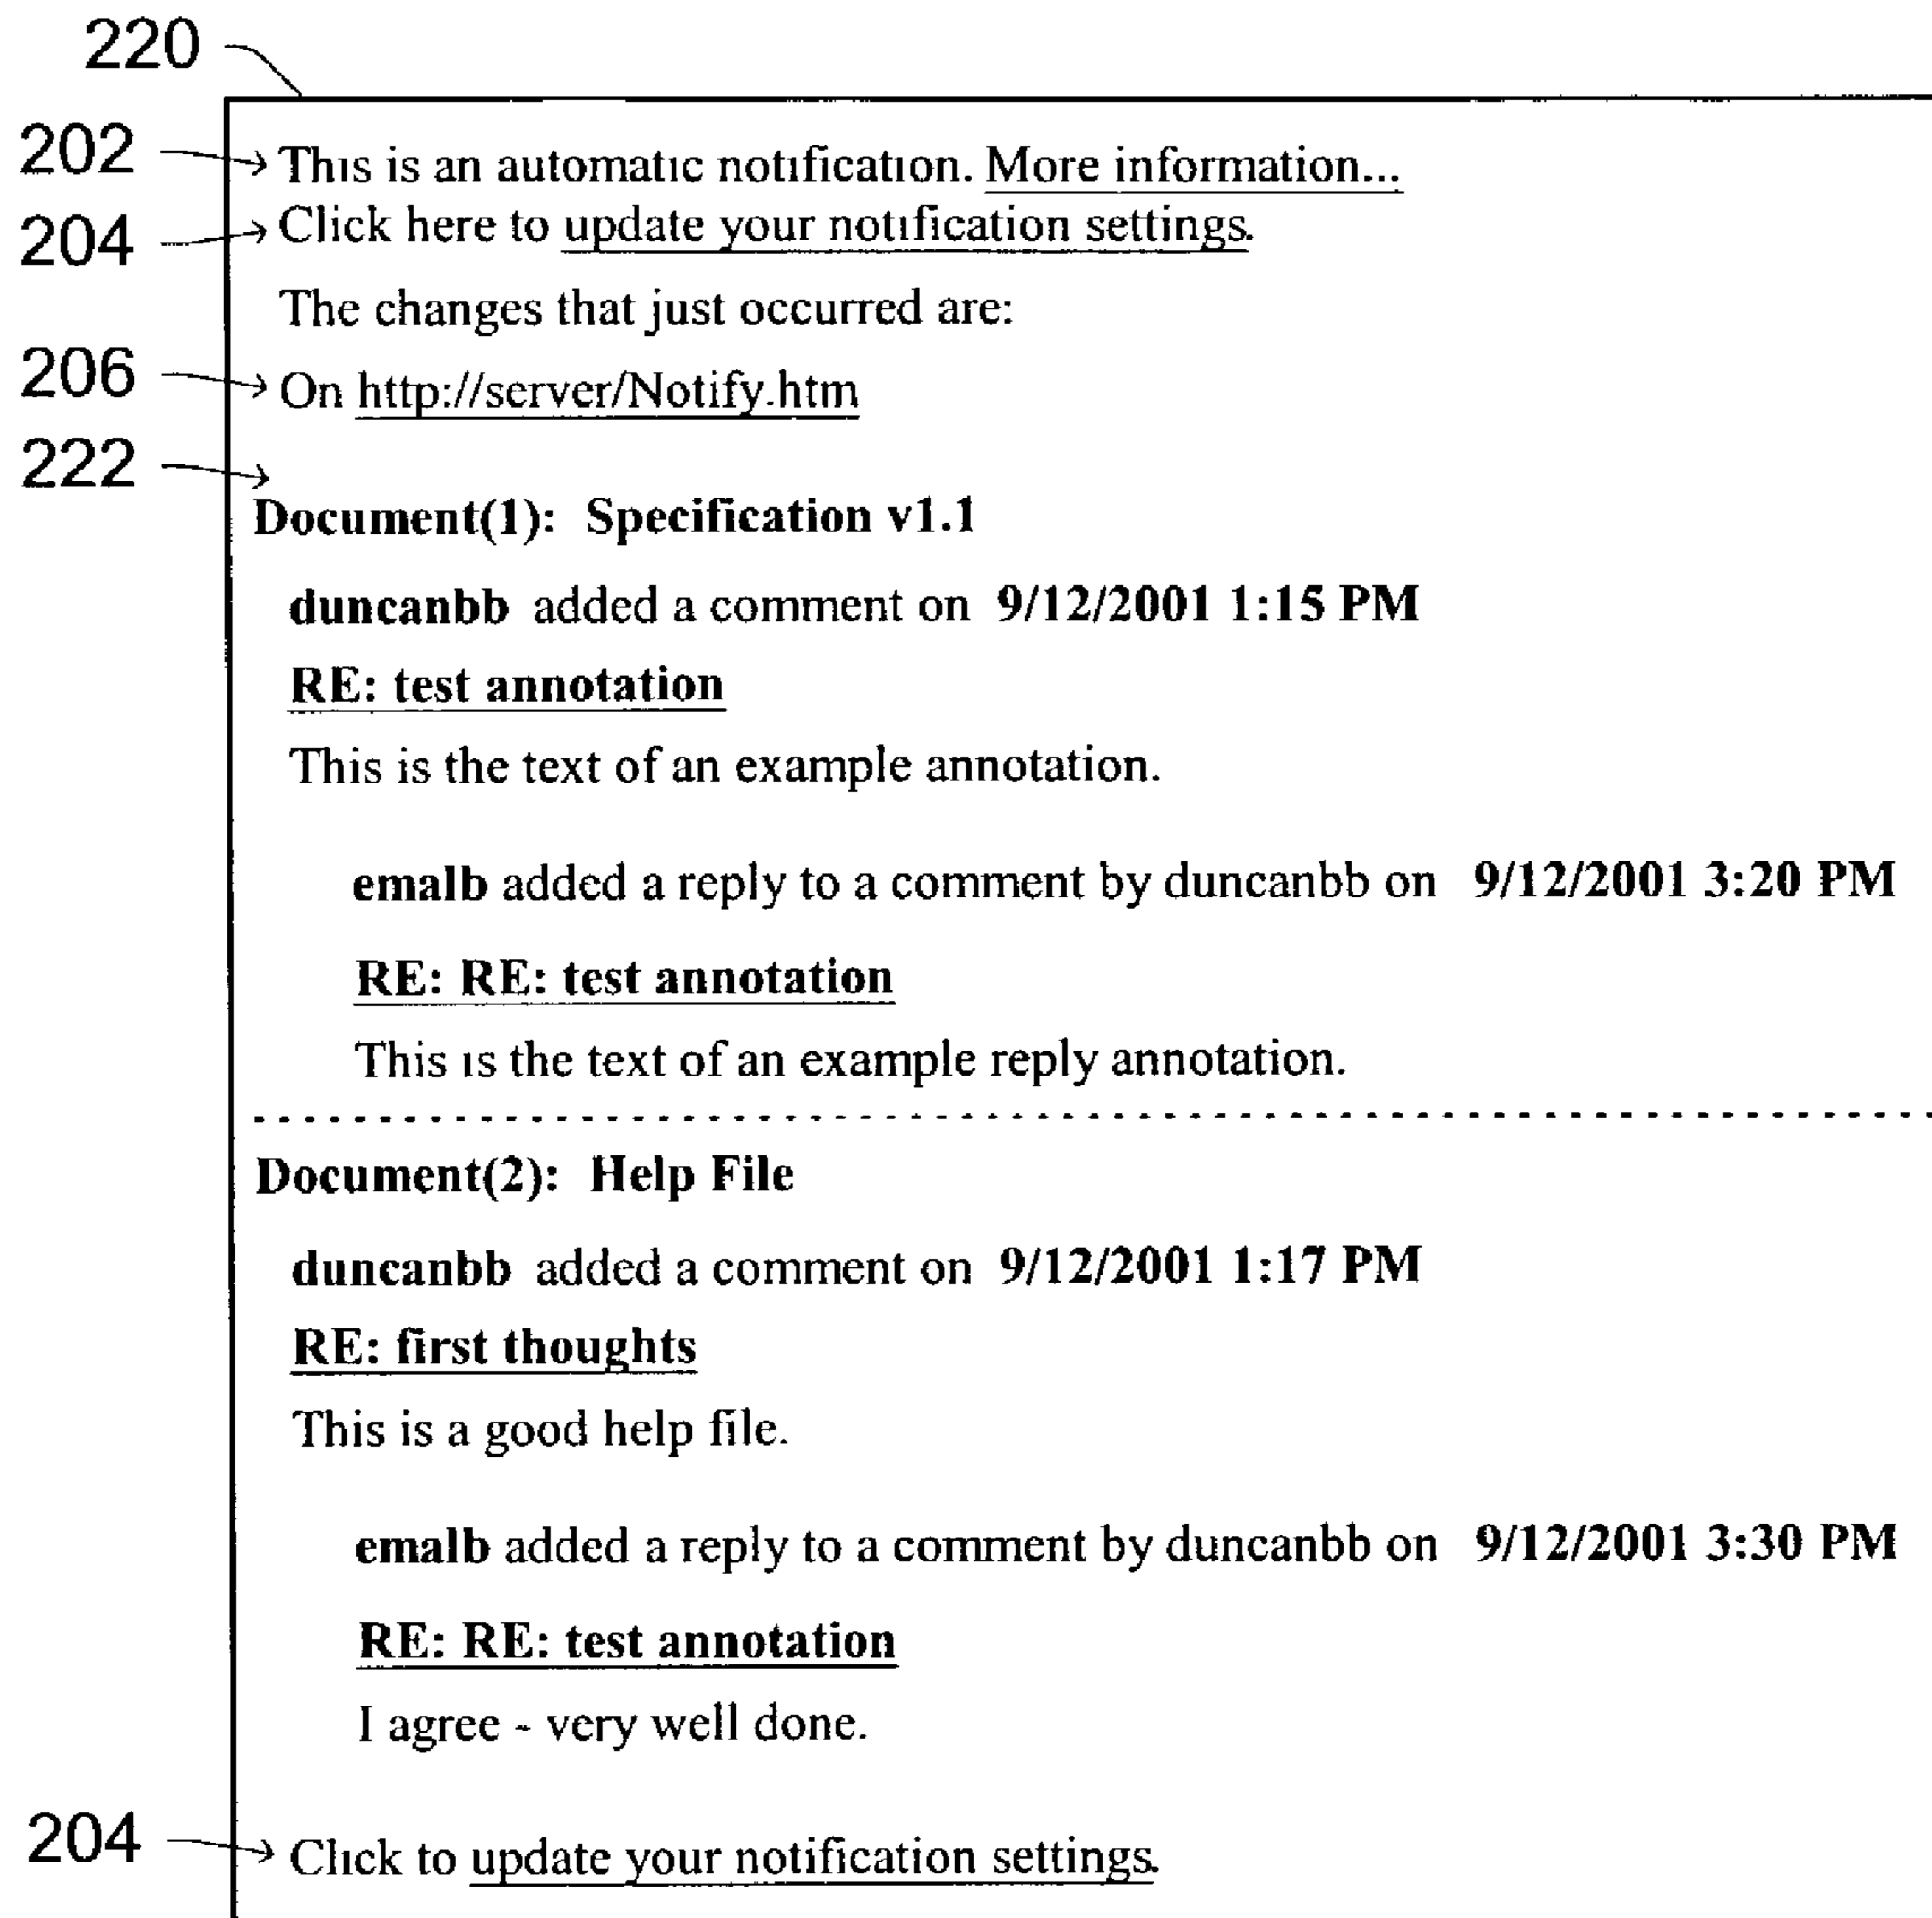 220
202 This is an automatic notification. More information...
204 Click here to update your notification settings.
The changes that just occurred are:
206 On http://server/Notify.htm
222
Document(1): Specification v1.1
duncanbb added a comment on 9/12/2001 1:15 PM
RE: test annotation
This is the text of an example annotation.
emalb added a reply to a comment by duncanbb on 9/12/2001 3:20 PM
RE: RE: test annotation
This is the text of an example reply annotation.
Document(2): Help File
duncanbb added a comment on 9/12/2001 1:17 PM
RE: first thoughts
This is a good help file.
emalb added a reply to a comment by duncanbb on 9/12/2001 3:30 PM
RE: RE: test annotation
I agree - very well done.
204 Click to update your notification settings.